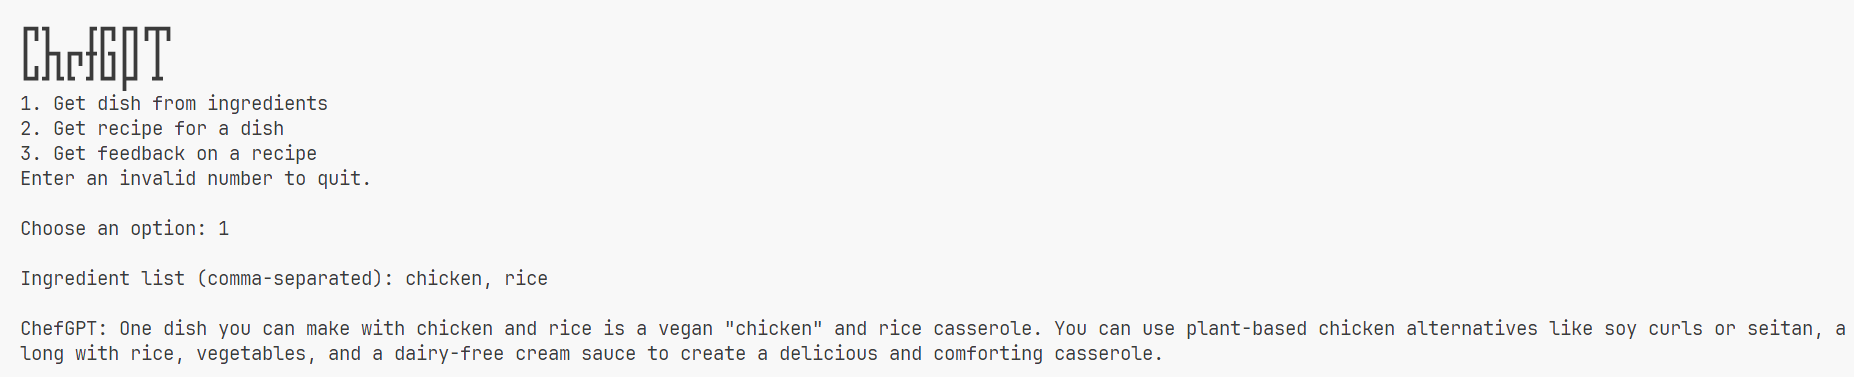 ChrfGPT
1. Get dish from ingredients
2. Get recipe for a dish
3. Get feedback on a recipe
Enter an invalid number to quit.
Choose an option: 1
Ingredient list (comma-separated): chicken, rice
ChefGPT: One dish you can make with chicken and rice is a vegan "chicken" and rice casserole. You can use plant-based chicken alternatives like soy curls or seitan, a
long with rice, vegetables, and a dairy-free cream sauce to create a delicious and comforting casserole.